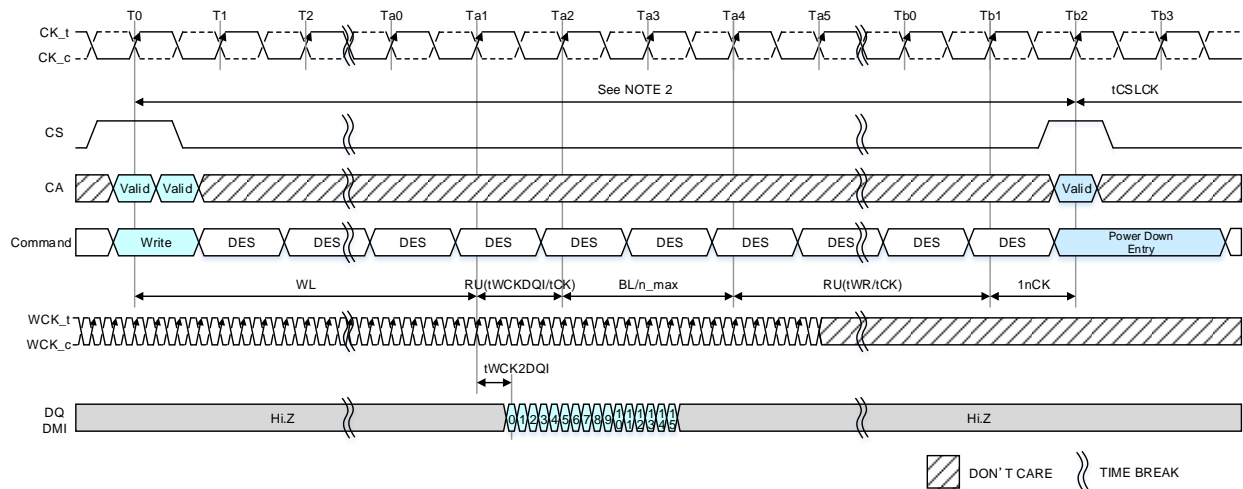 T0 T1 T2 Ta0 Ta1 Ta2 Ta3 Ta4 Ta5 Tb0 Tb1 Tb2 Tb3
CK_t
CK_c
See NOTE 2 tCSLCK
CS
CA Valid Valid Valid
Command Write DES DES DES DES DES DES DES DES DES DES Power Down
Entry
WL RU(tWCKDQI/tCK) BL/n_max RU(tWR/tCK) 1nCK
WCK_t
WCK_c
tWCK2DQI
DQ
DMI
Hi.Z 0 1 2 3 4 5 6 7 8 9 10 11 12 13 14 15 Hi.Z
DON'T CARE TIME BREAK